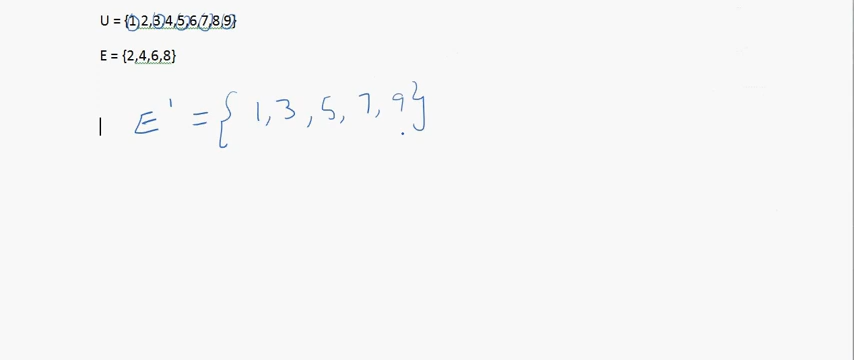 U = {1,2,3,4,5,6,7,8,9}
E = {2,4,6,8}
E' = { 1, 3, 5, 7, 9}